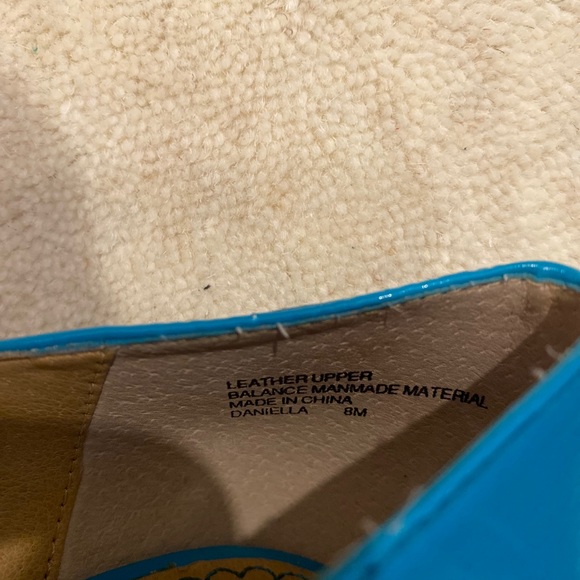 LEATHER UPPER
BALANCE MANMADE MATERIAL
MADE IN CHINA
DANIELLA 8M